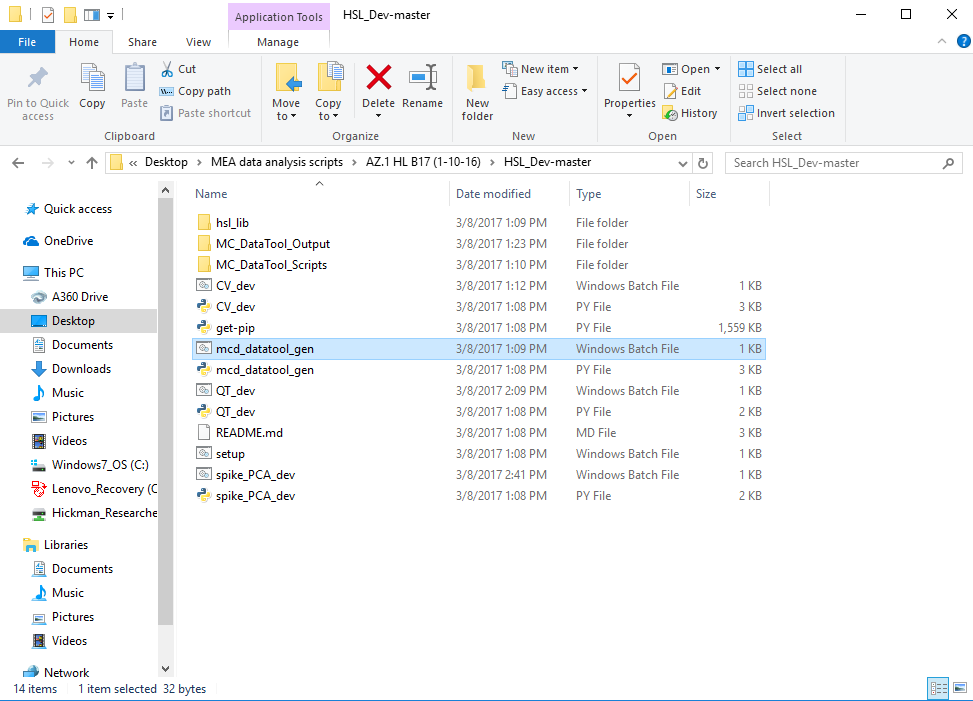 Application Tools HSL_Dev-master
File Home Share View Manage
Pin to Quick access
Copy
Paste
Cut
Copy path
Paste shortcut
Clipboard
Move to
Copy to
Delete
Rename
Organize
New folder
New item
Easy access
New
Properties
Open
Edit
History
Open
Select all
Select none
Invert selection
Select
« Desktop > MEA data analysis scripts > AZ.1 HL B17 (1-10-16) > HSL_Dev-master
Search HSL_Dev-master
Quick access
OneDrive
This PC
A360 Drive
Desktop
Documents
Downloads
Music
Pictures
Videos
Windows7_OS (C:)
Lenovo_Recovery (C
Hickman_Researche
Libraries
Documents
Music
Pictures
Videos
Network
Name Date modified Type Size
hsl_lib 3/8/2017 1:09 PM File folder
MC_DataTool_Output 3/8/2017 1:23 PM File folder
MC_DataTool_Scripts 3/8/2017 1:10 PM File folder
CV_dev 3/8/2017 1:12 PM Windows Batch File 1 KB
CV_dev 3/8/2017 1:08 PM PY File 3 KB
get-pip 3/8/2017 1:08 PM PY File 1,559 KB
mcd_datatool_gen 3/8/2017 1:09 PM Windows Batch File 1 KB
mcd_datatool_gen 3/8/2017 1:08 PM PY File 3 KB
QT_dev 3/8/2017 2:09 PM Windows Batch File 1 KB
QT_dev 3/8/2017 1:08 PM PY File 2 KB
README.md 3/8/2017 1:08 PM MD File 3 KB
setup 3/8/2017 1:08 PM Windows Batch File 1 KB
spike_PCA_dev 3/8/2017 2:41 PM Windows Batch File 1 KB
spike_PCA_dev 3/8/2017 1:08 PM PY File 2 KB
14 items 1 item selected 32 bytes